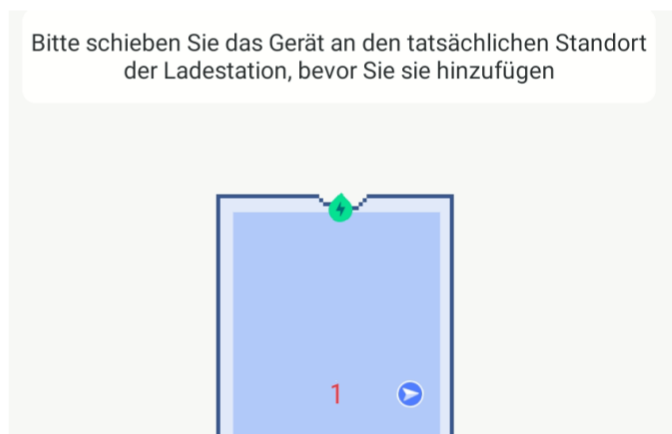 Bitte schieben Sie das Gerät an den tatsächlichen Standort
der Ladestation, bevor Sie sie hinzufügen
1